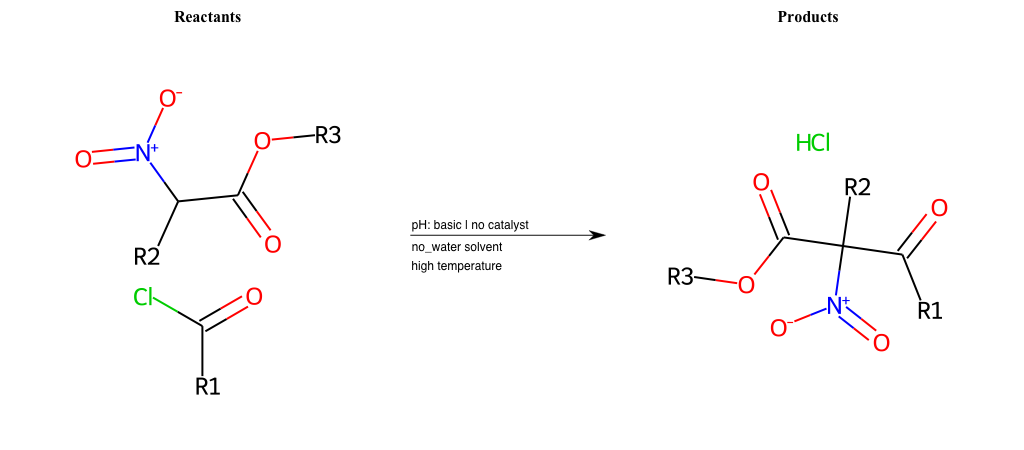 Reactants
Products
O-
O
N+
O
R3
R2
O
Cl
O
R1
pH: basic | no catalyst
no_water solvent
high temperature
HCl
O
R2
O
R3
O
N+
R1
O-
O